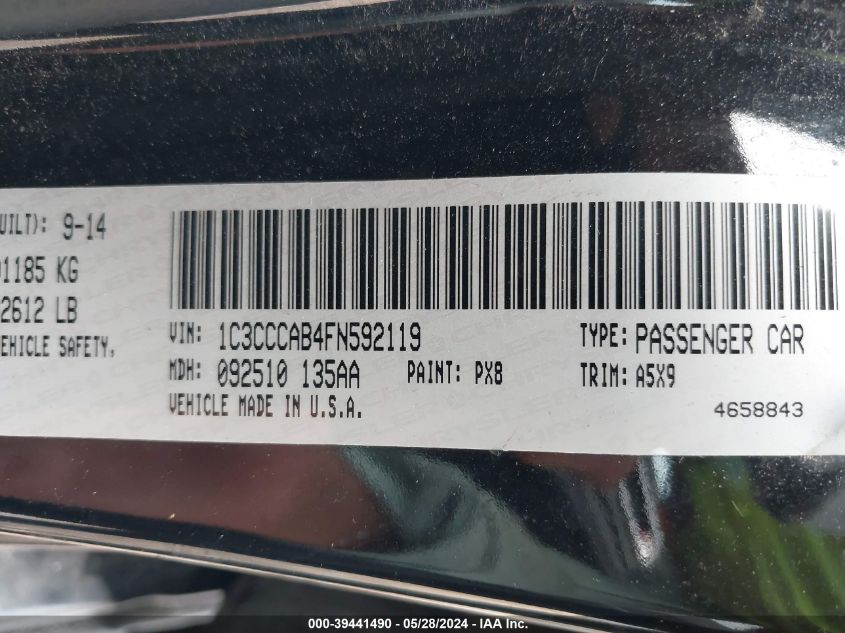 UILT): 9-14
1185 KG
2612 LB
EHICLE SAFETY.
VIN: 1C3CCCAB4FN592119 TYPE: PASSENGER CAR
MDH: 092510 135AA PAINT: PX8 TRIM: A5X9
VEHICLE MADE IN U.S.A. 4658843
000-39441490 - 05/28/2024 - IAA Inc.